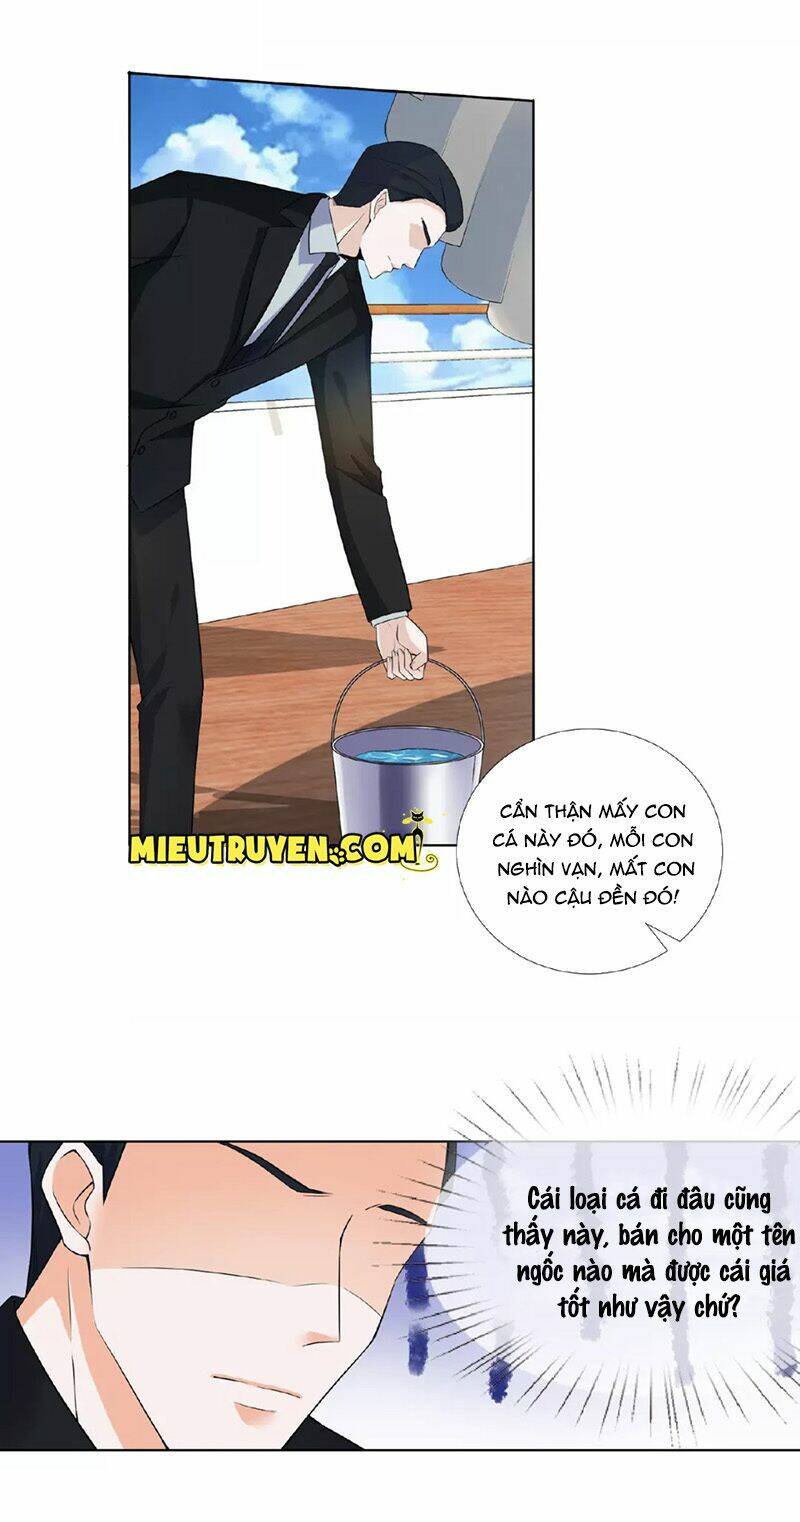 MIEUTRUYEN.COM
CẨN THẬN MẤY CON
CÁ NÀY ĐÓ, MỖI CON
NGHÌN VẠN, MẤT CON
NÀO CẬU ĐỀN ĐÓ!
Cái loại cá đi đâu cũng
thấy này, bán cho một tên
ngốc nào mà được cái giá
tốt như vậy chứ?